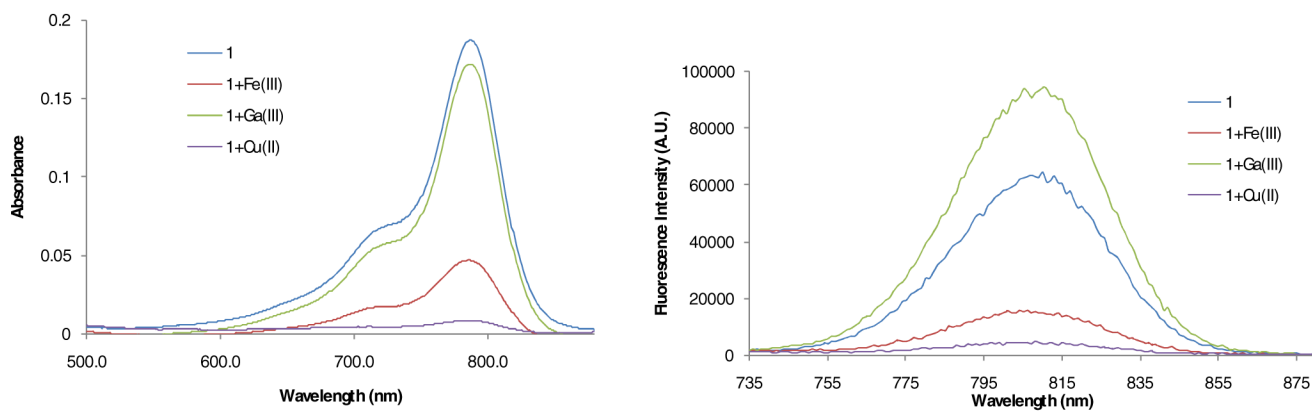 0.2
0.15
0.1
0.05
0
Absorbance
1
1+Fe(III)
1+Ga(III)
1+Cu(II)
500.0 600.0 700.0 800.0
Wavelength (nm)
100000
80000
60000
40000
20000
0
Fluorescence Intensity (A.U.)
1
1+Fe(III)
1+Ga(III)
1+Cu(II)
735 755 775 795 815 835 855 875
Wavelength (nm)